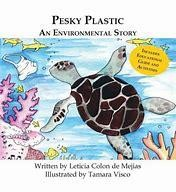 Pesky Plastic
An Environmental Story
Includes
Educational
Guide and
Activities
Written by Leticia Colon de Mejias
Illustrated by Tamara Visco